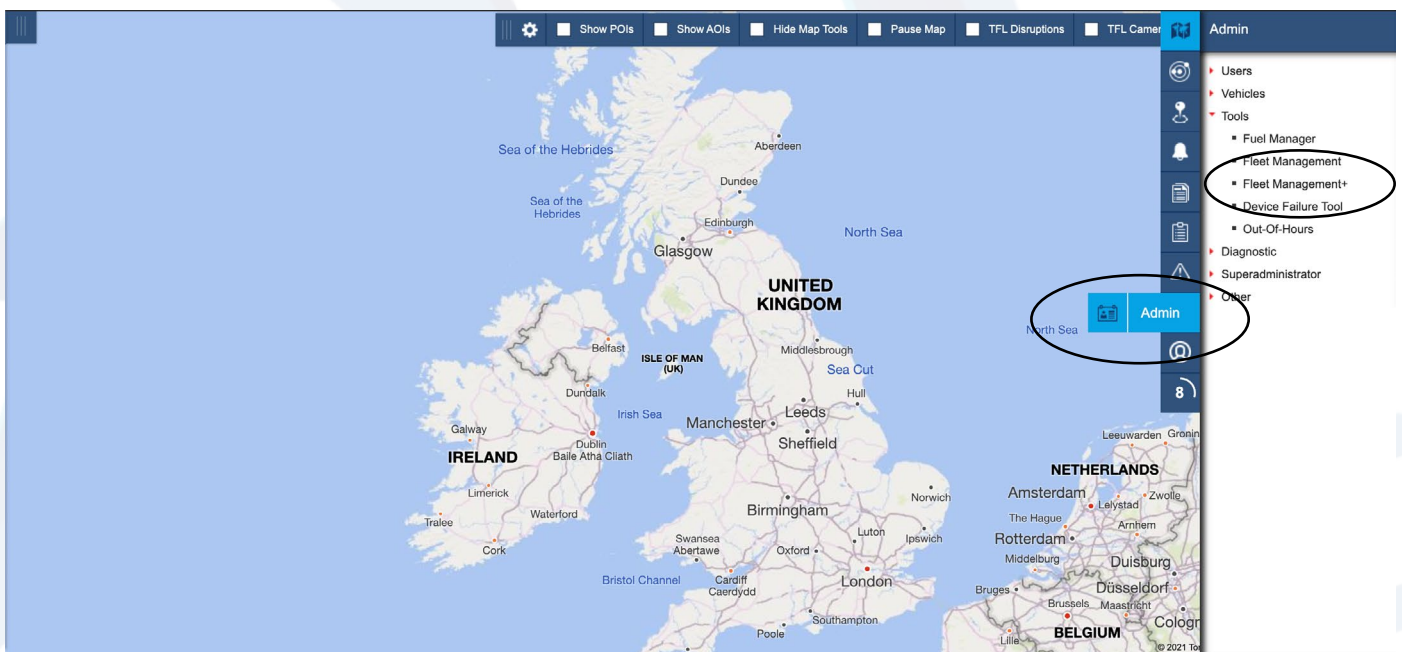 Show POIs
Show AOIs
Hide Map Tools
Pause Map
TFL Disruptions
TFL Camer
Admin
Users
Vehicles
Tools
Fuel Manager
Fleet Management
Fleet Management+
Device Failure Tool
Out-Of-Hours
Diagnostic
Superadministrator
Other
Admin
8
Sea of the Hebrides
Aberdeen
Dundee
Sea of the
Hebrides
Edinburgh
North Sea
Glasgow
UNITED
KINGDOM
North Sea
Belfast
ISLE OF MAN
(UK)
Middlesbrough
Sea Cut
Dundalk
Hull
Irish Sea
Leeds
Manchester
Galway
Sheffield
Dublin
Baile Atha Cliath
IRELAND
Leeuwarden
Gronin
NETHERLANDS
Limerick
Amsterdam
Zwolle
Norwich
Lelystad
Birmingham
Waterford
Tralee
The Hague
Arnhem
Luton
Ipswich
Rotterdam
Swansea
Abertawe
Oxford
Cork
Middelburg
Duisburg
Bristol Channel
Cardiff
Caerdydd
London
Bruges
Düsseldorf
Brussels
Maastricht
Southampton
Cologn
Poole
Lille
BELGIUM
© 2021 Tor